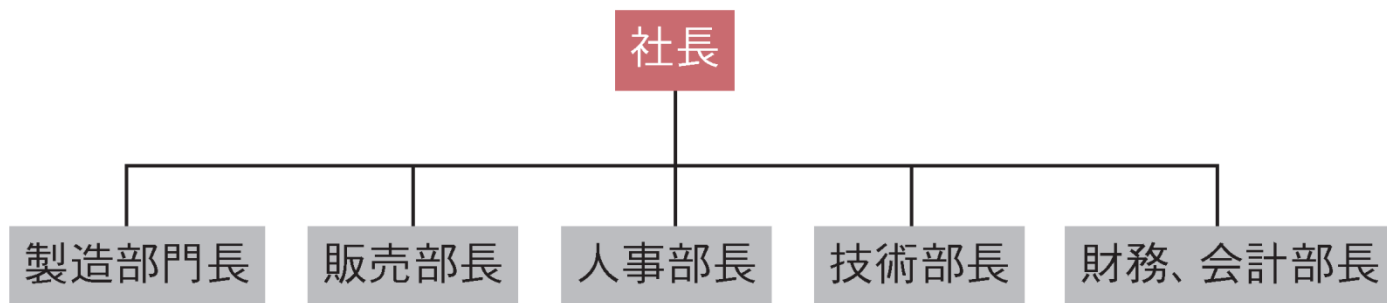 社長
製造部門長
販売部長
人事部長
技術部長
財務、会計部長